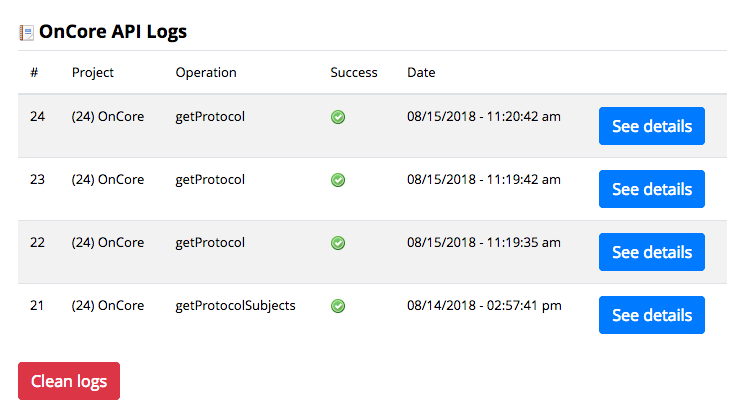 OnCore API Logs
# Project Operation Success Date
24 (24) OnCore getProtocol 08/15/2018 - 11:20:42 am See details
23 (24) OnCore getProtocol 08/15/2018 - 11:19:42 am See details
22 (24) OnCore getProtocol 08/15/2018 - 11:19:35 am See details
21 (24) OnCore getProtocolSubjects 08/14/2018 - 02:57:41 pm See details
Clean logs